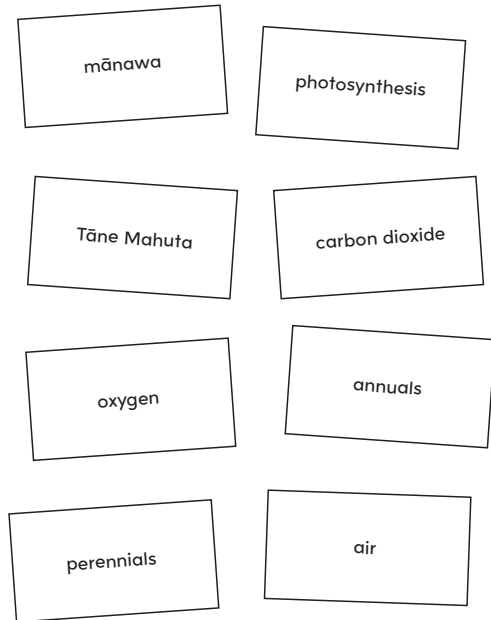 mānawa
photosynthesis
Tāne Mahuta
carbon dioxide
oxygen
annuals
perennials
air